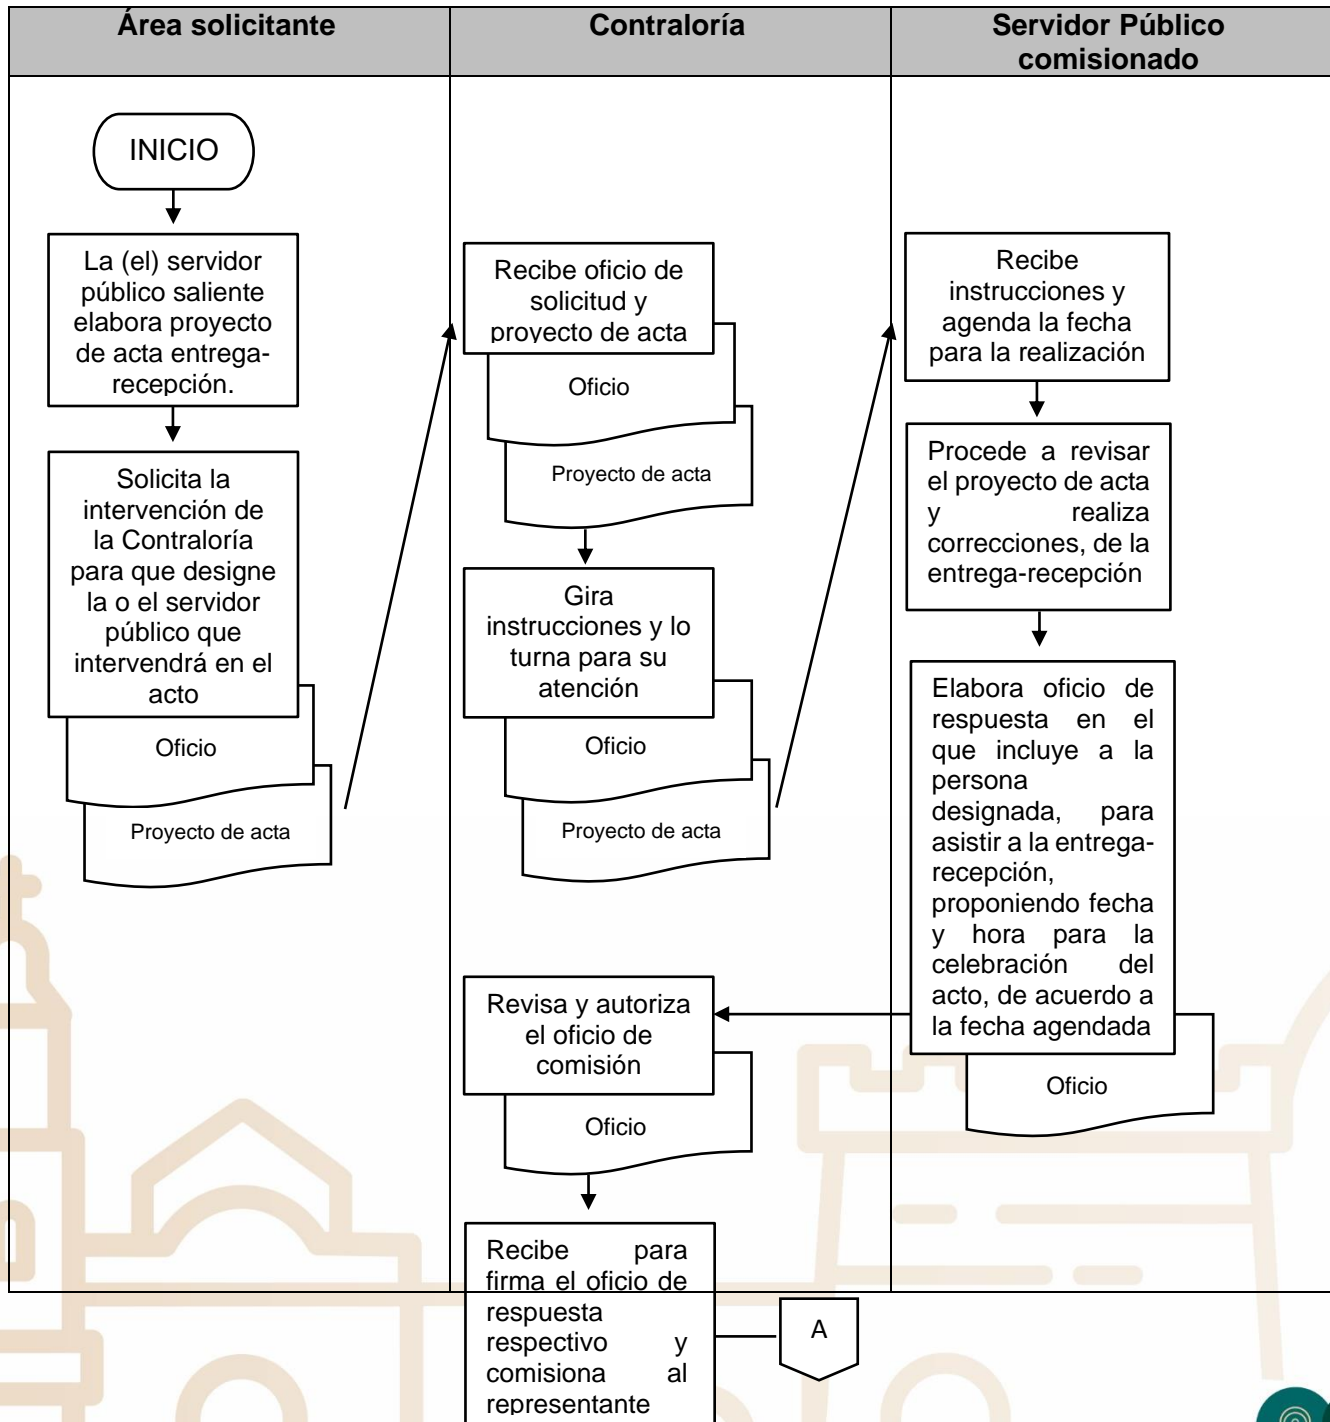 Área solicitante
Contraloría
Servidor Público
comisionado
INICIO
La (el) servidor
público saliente
elabora proyecto
de acta entrega-
recepción.
Solicita la
intervención de
la Contraloría
para que designe
la o el servidor
público que
intervendrá en el
acto
Oficio
Proyecto de acta
Recibe oficio de
solicitud y
proyecto de acta
Oficio
Proyecto de acta
Gira
instrucciones y lo
turna para su
atención
Oficio
Proyecto de acta
Recibe
instrucciones y
agenda la fecha
para la realización
Procede a revisar
el proyecto de acta
y realiza
correcciones, de la
entrega-recepción
Elabora oficio de
respuesta en el
que incluye a la
persona
designada, para
asistir a la entrega-
recepción,
proponiendo fecha
y hora para la
celebración del
acto, de acuerdo a
la fecha agendada
Oficio
Revisa y autoriza
el oficio de
comisión
Oficio
Recibe para
firma el oficio de
respuesta
respectivo y
comisiona al
representante
A